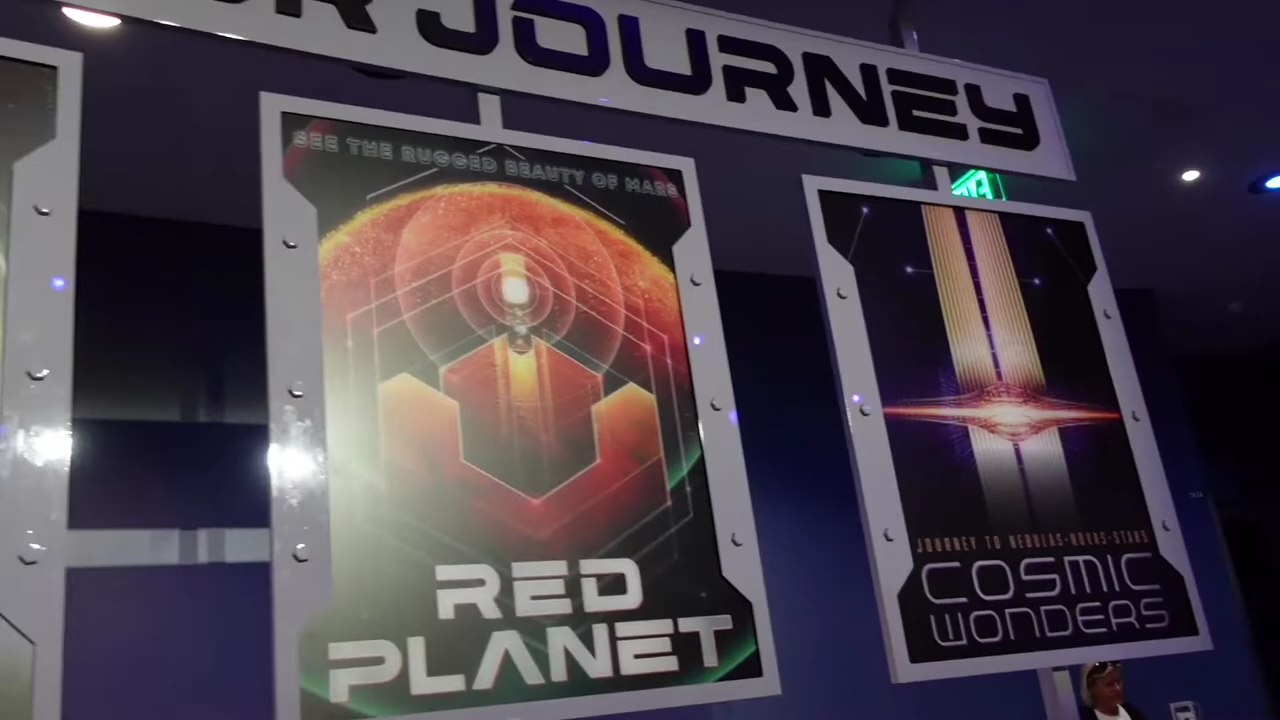 R JOURNEY
SEE THE RUGGED BEAUTY OF MARS
RED
PLANET
JOURNEY TO NEBULAS·NOVAS·STARS
COSMIC
WONDERS